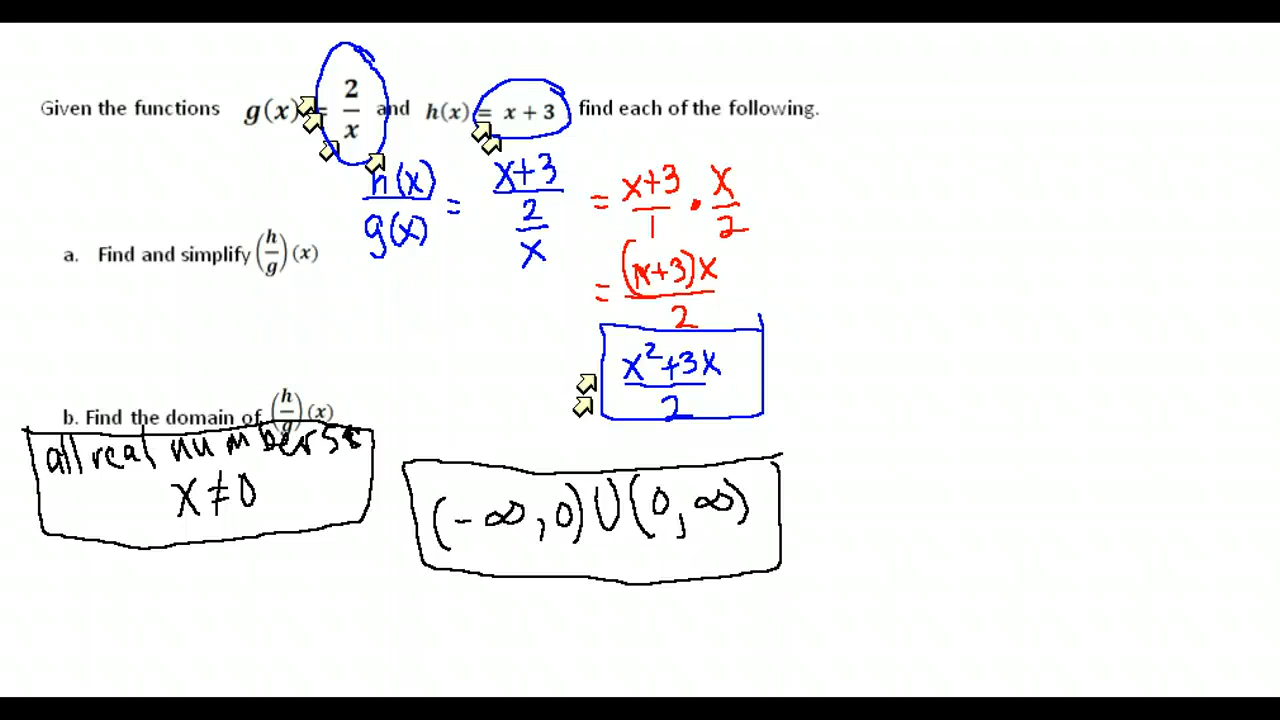 Given the functions g(x) = 2/x and h(x) = x + 3 find each of the following.
h(x)/g(x) = (x+3)/(2/x) = (x+3)/1 · x/2
a. Find and simplify (h/g)(x)
= (x+3)x/2
(x²+3x)/2
b. Find the domain of (h/g)(x)
all real numbers
x ≠ 0
(-∞, 0) ∪ (0, ∞)